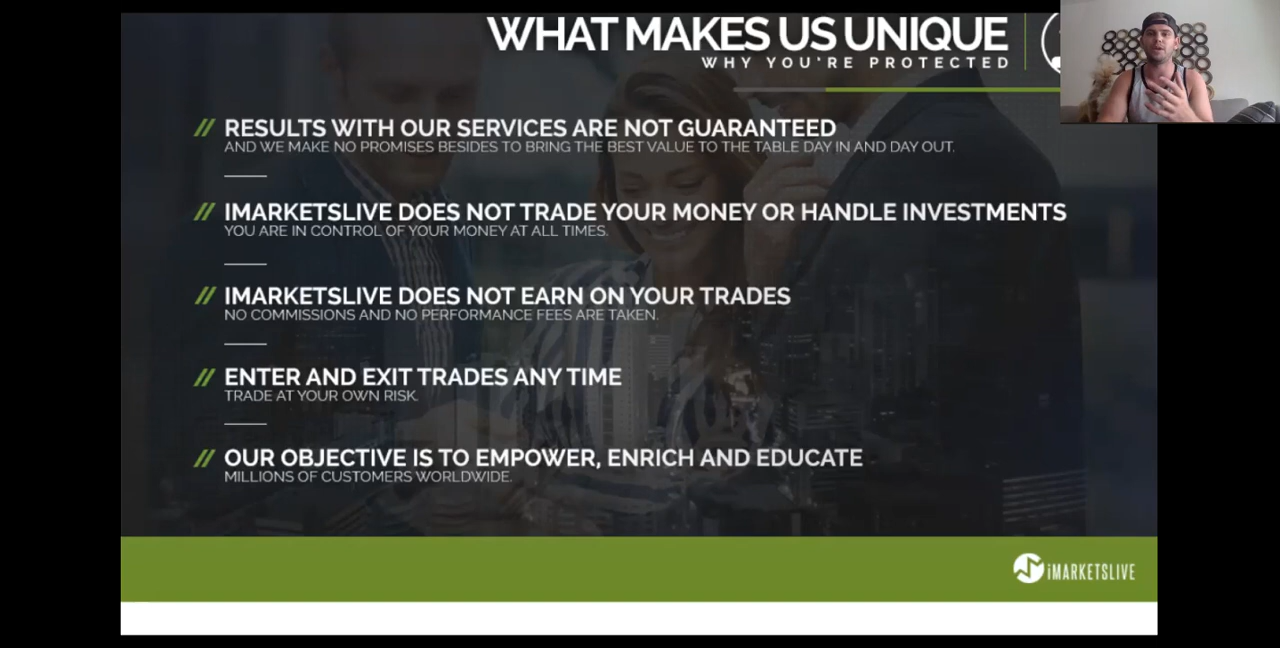 WHAT MAKES US UNIQUE
WHY YOU'RE PROTECTED
// RESULTS WITH OUR SERVICES ARE NOT GUARANTEED
AND WE MAKE NO PROMISES BESIDES TO BRING THE BEST VALUE TO THE TABLE DAY IN AND DAY OUT.
// IMARKETSLIVE DOES NOT TRADE YOUR MONEY OR HANDLE INVESTMENTS
YOU ARE IN CONTROL OF YOUR MONEY AT ALL TIMES.
// IMARKETSLIVE DOES NOT EARN ON YOUR TRADES
NO COMMISSIONS AND NO PERFORMANCE FEES ARE TAKEN.
// ENTER AND EXIT TRADES ANY TIME
TRADE AT YOUR OWN RISK.
// OUR OBJECTIVE IS TO EMPOWER, ENRICH AND EDUCATE
MILLIONS OF CUSTOMERS WORLDWIDE.
iMARKETSLIVE